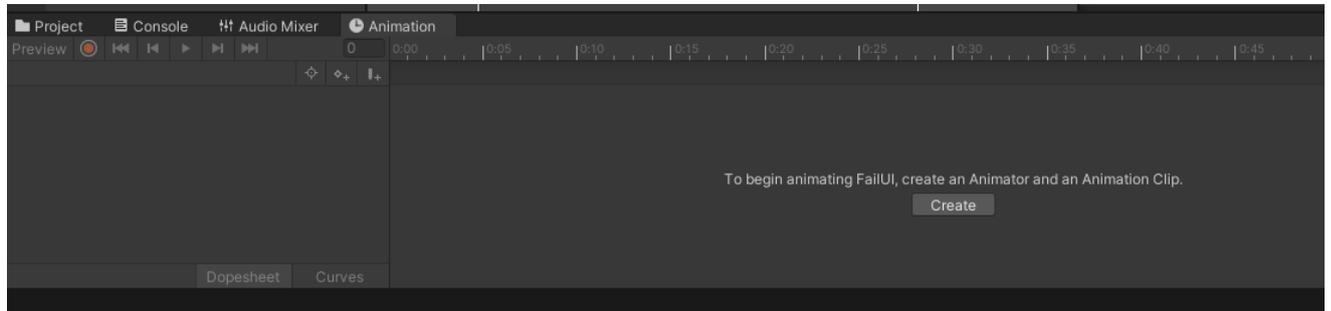 Project Console Audio Mixer Animation
Preview 0 0:00 0:05 0:10 0:15 0:20 0:25 0:30 0:35 0:40 0:45
To begin animating FailUI, create an Animator and an Animation Clip.
Create
Dopesheet Curves